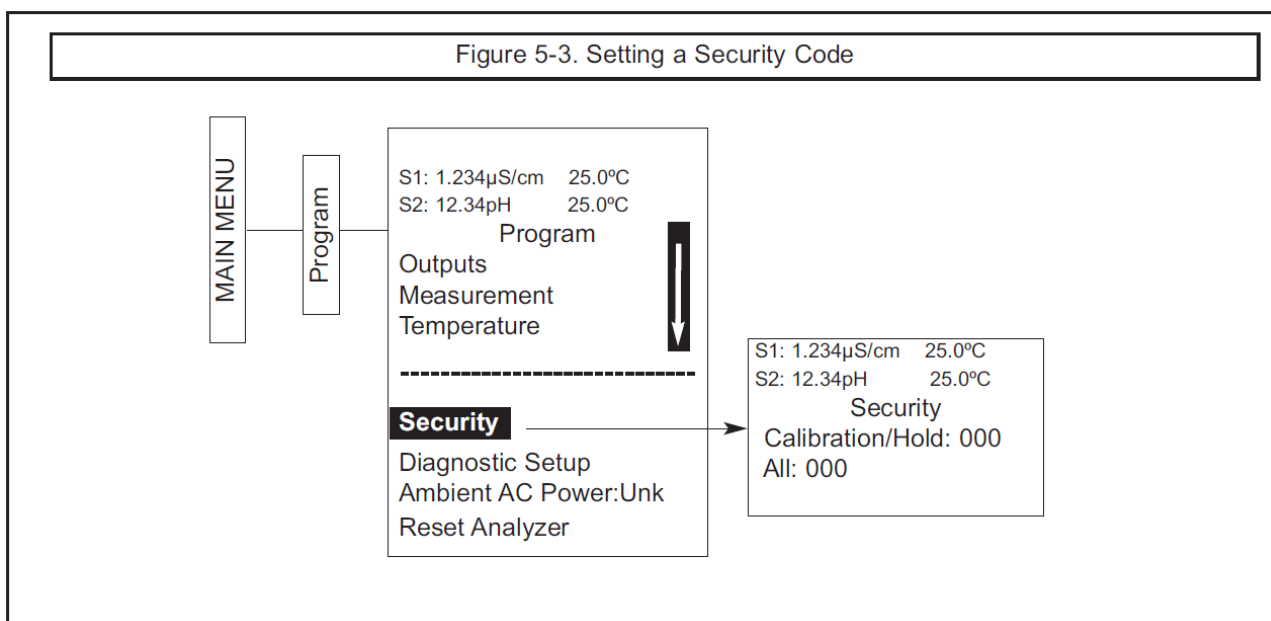 Figure 5-3. Setting a Security Code
MAIN MENU
Program
S1: 1.234µS/cm 25.0ºC
S2: 12.34pH 25.0ºC
Program
Outputs
Measurement
Temperature
Security
Diagnostic Setup
Ambient AC Power:Unk
Reset Analyzer
S1: 1.234µS/cm 25.0ºC
S2: 12.34pH 25.0ºC
Security
Calibration/Hold: 000
All: 000